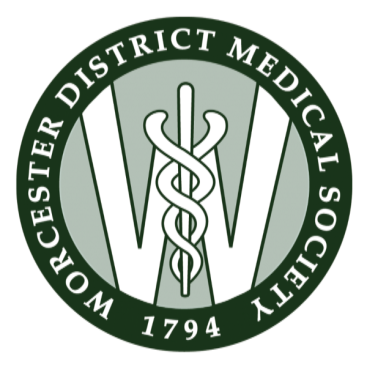 WORCESTER DISTRICT MEDICAL SOCIETY
1794
W